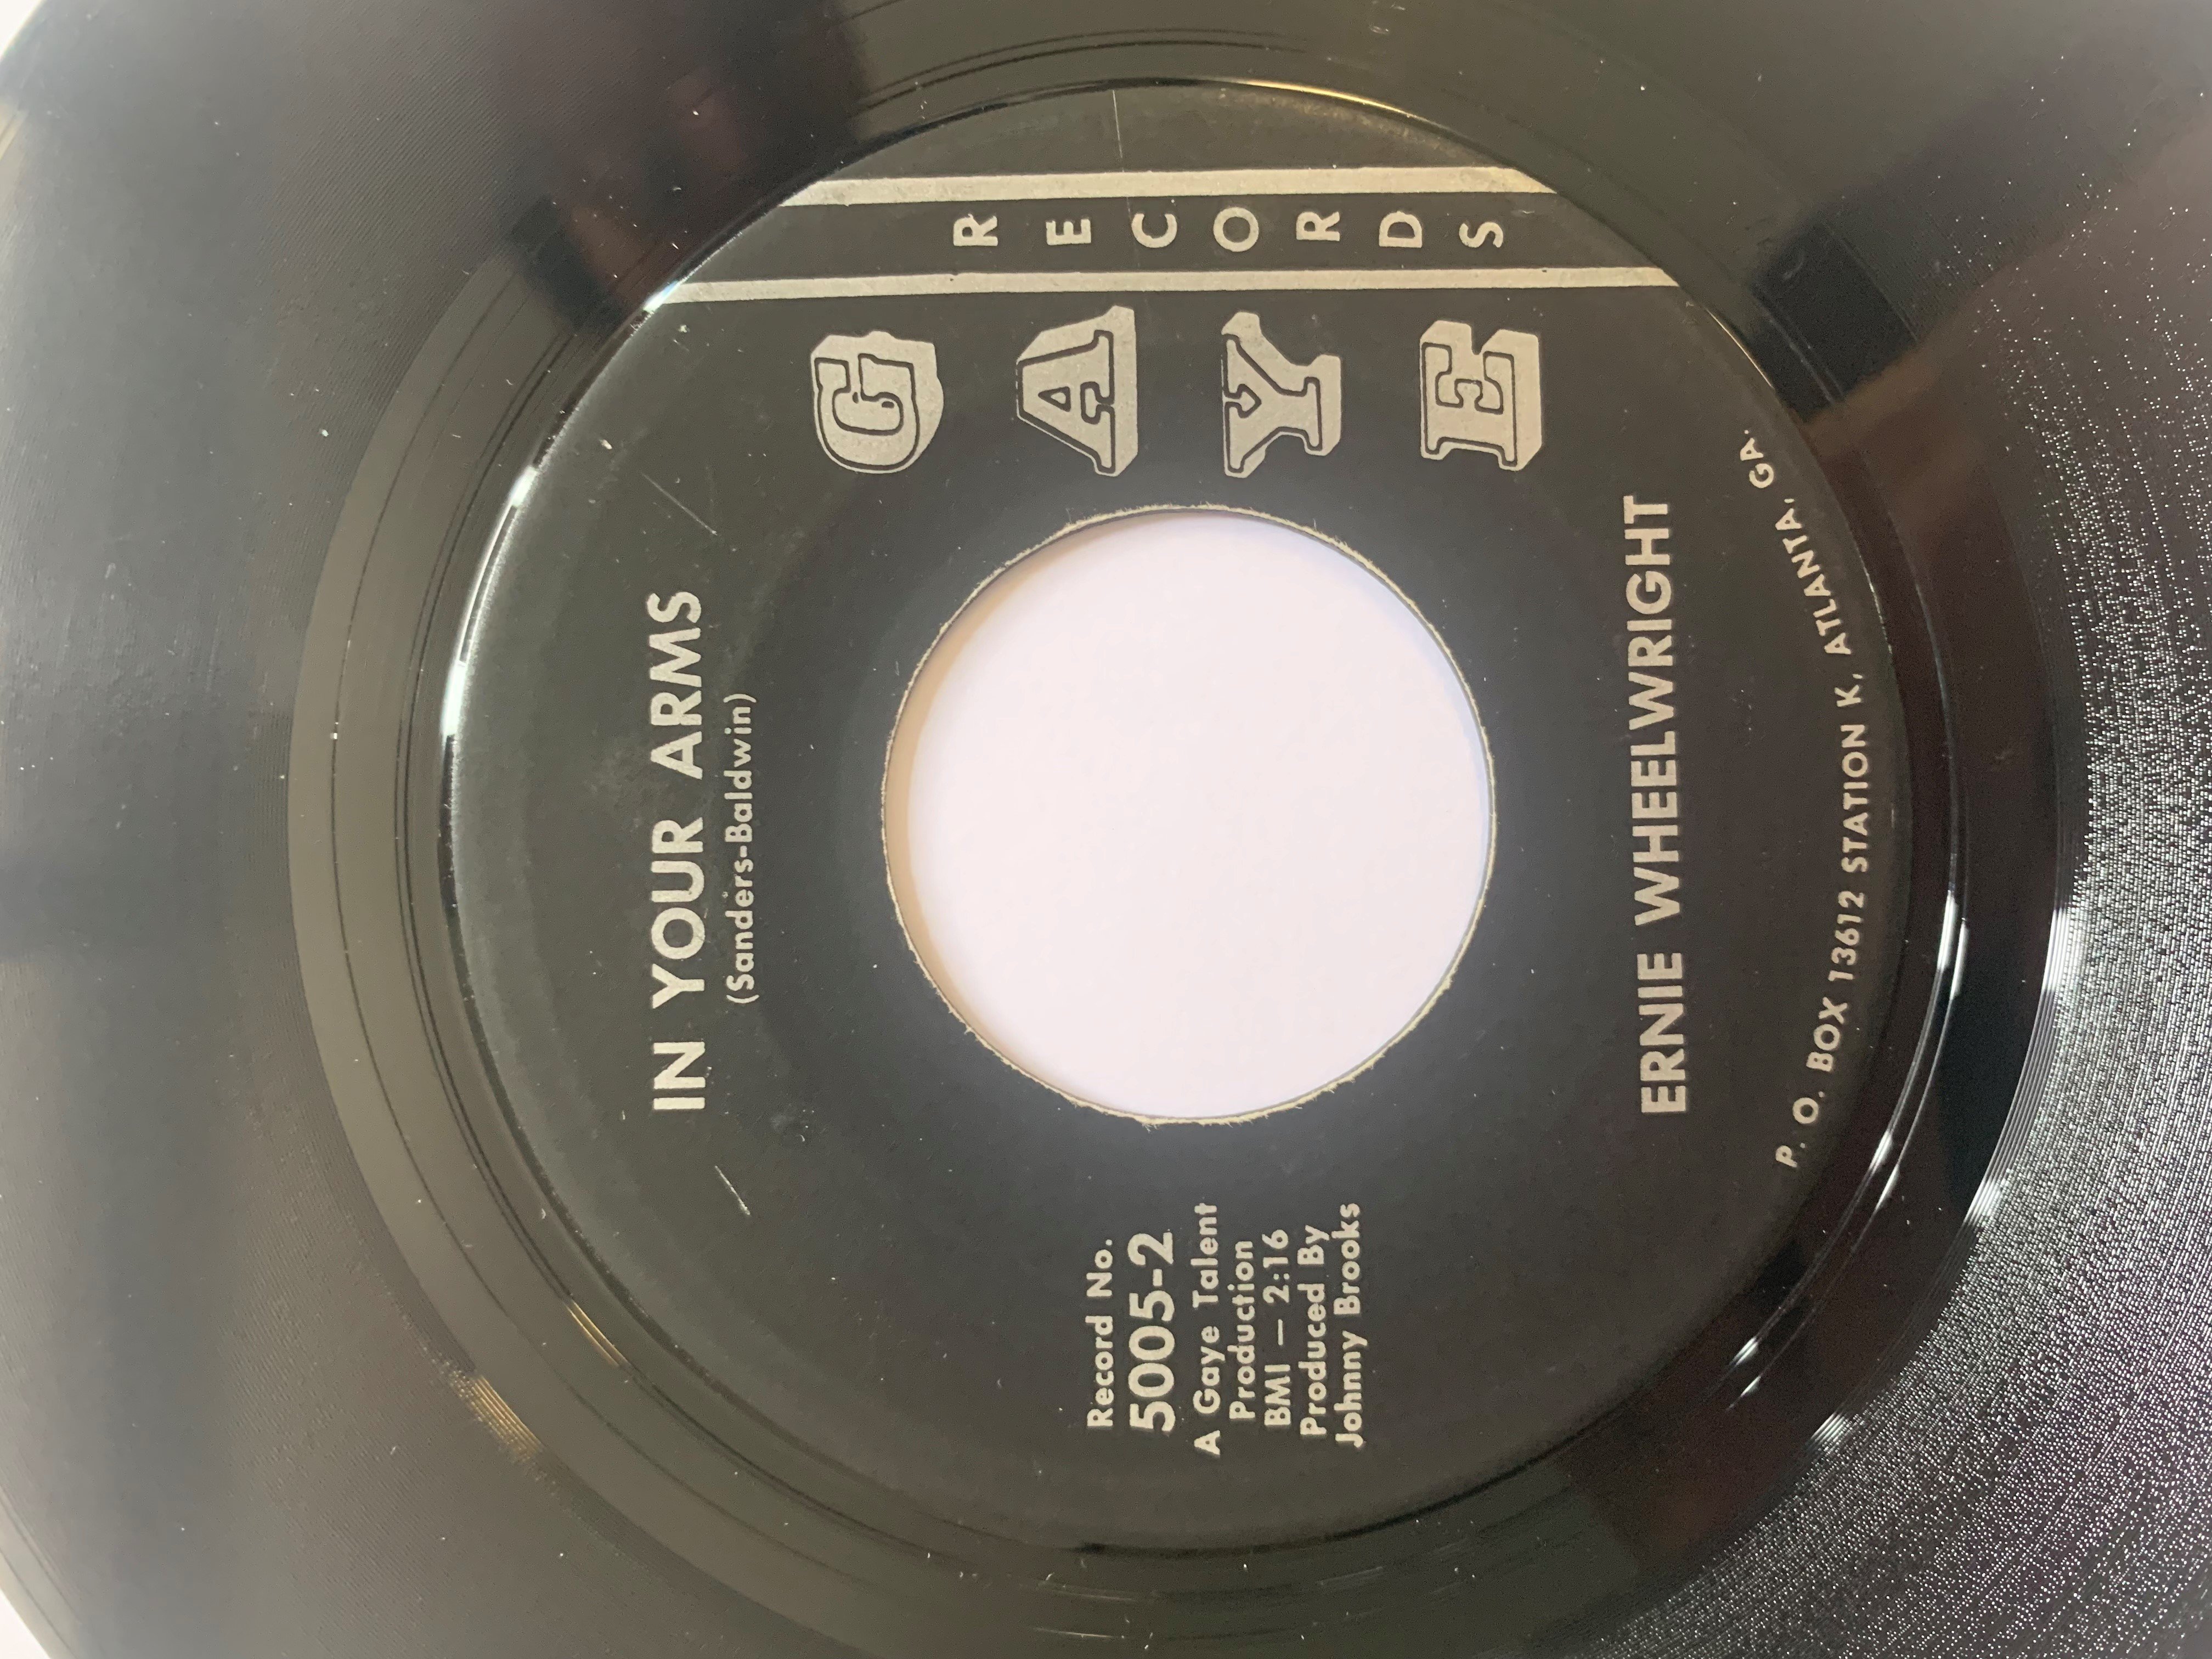 IN YOUR ARMS
(Sanders-Baldwin)
GAYE
RECORDS
Record No.
5005-2
A Gaye Talent
Production
BMI — 2:16
Produced By
Johnny Brooks
ERNIE WHEELWRIGHT
P. O. BOX 13612 STATION K, ATLANTA, GA.